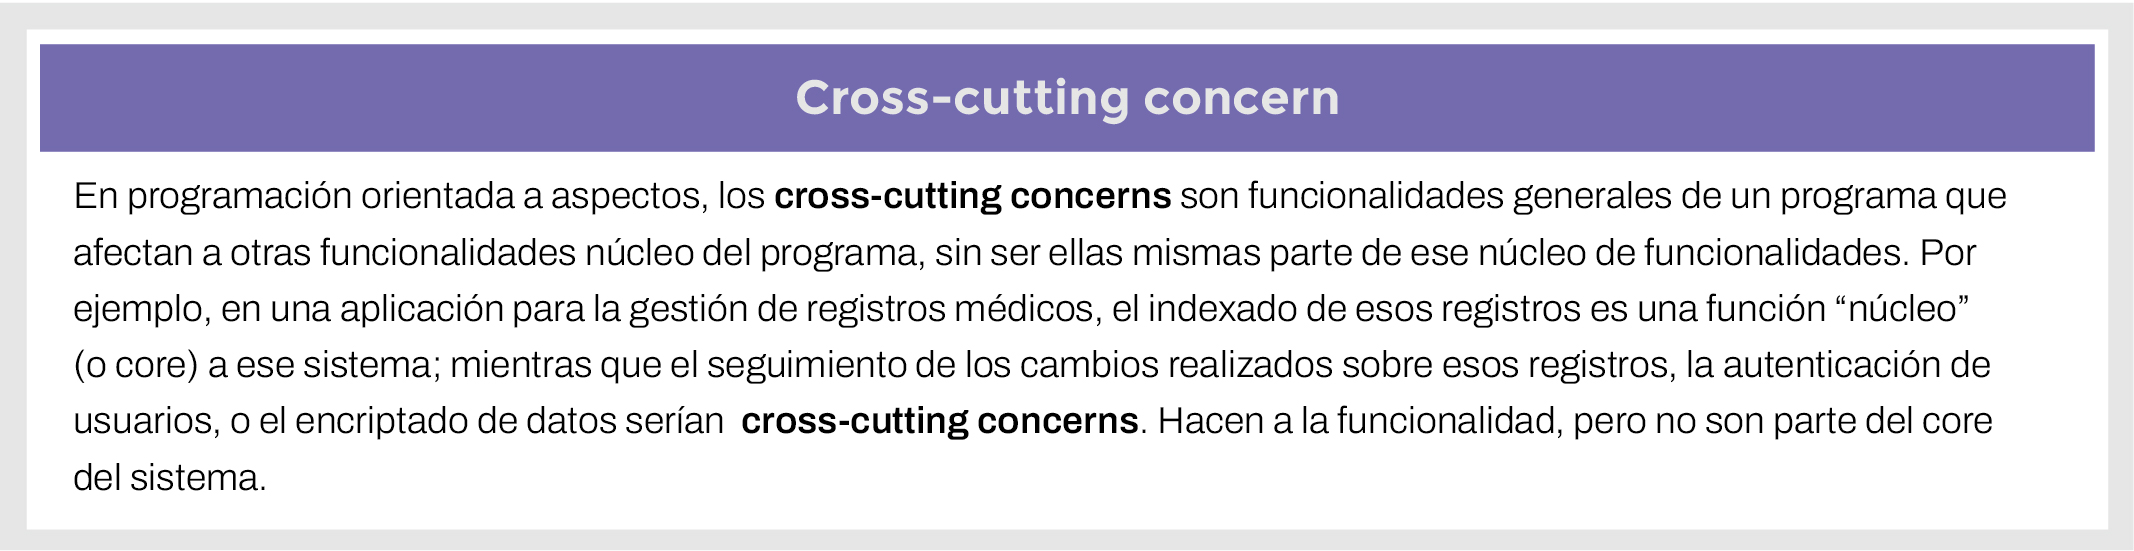 Cross-cutting concern
En programación orientada a aspectos, los cross-cutting concerns son funcionalidades generales de un programa que
afectan a otras funcionalidades núcleo del programa, sin ser ellas mismas parte de ese núcleo de funcionalidades. Por
ejemplo, en una aplicación para la gestión de registros médicos, el indexado de esos registros es una función “núcleo”
(o core) a ese sistema; mientras que el seguimiento de los cambios realizados sobre esos registros, la autenticación de
usuarios, o el encriptado de datos serían  cross-cutting concerns. Hacen a la funcionalidad, pero no son parte del core
del sistema.